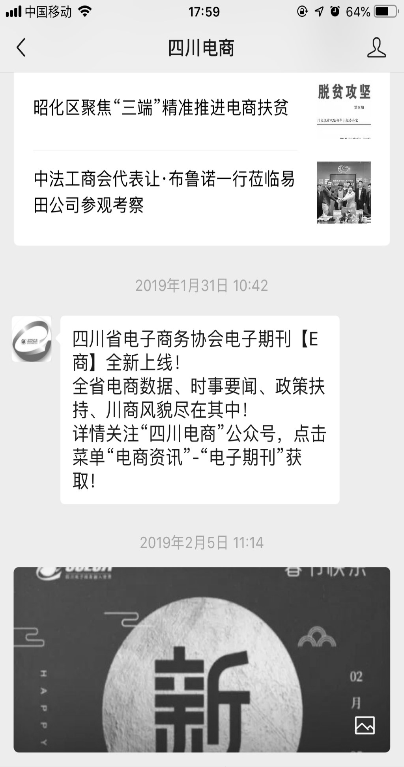 中国移动
17:59
64%
四川电商
昭化区聚焦“三端”精准推进电商扶贫
脱贫攻坚
中法工商会代表让·布鲁诺一行莅临易
田公司参观考察
2019年1月31日 10:42
四川省电子商务协会电子期刊【E
商】全新上线！
全省电商数据、时事要闻、政策扶
持、川商风貌尽在其中！
详情关注“四川电商”公众号，点击
菜单“电商资讯”-“电子期刊”获
取！
2019年2月5日 11:14
春节快乐
新
HAPPY
02
月